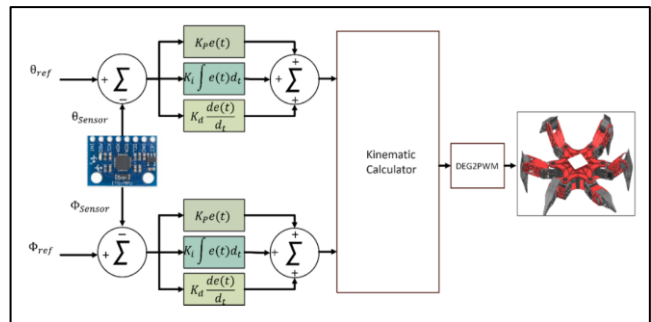 θref
+
Σ
−
θSensor
KPe(t)
Ki ∫ e(t)dt
Kd de(t)/dt
+
+
+
Σ
Kinematic
Calculator
DEG2PWM
ΦSensor
Φref
+
−
Σ
KPe(t)
Ki ∫ e(t)dt
Kd de(t)/dt
+
+
+
Σ